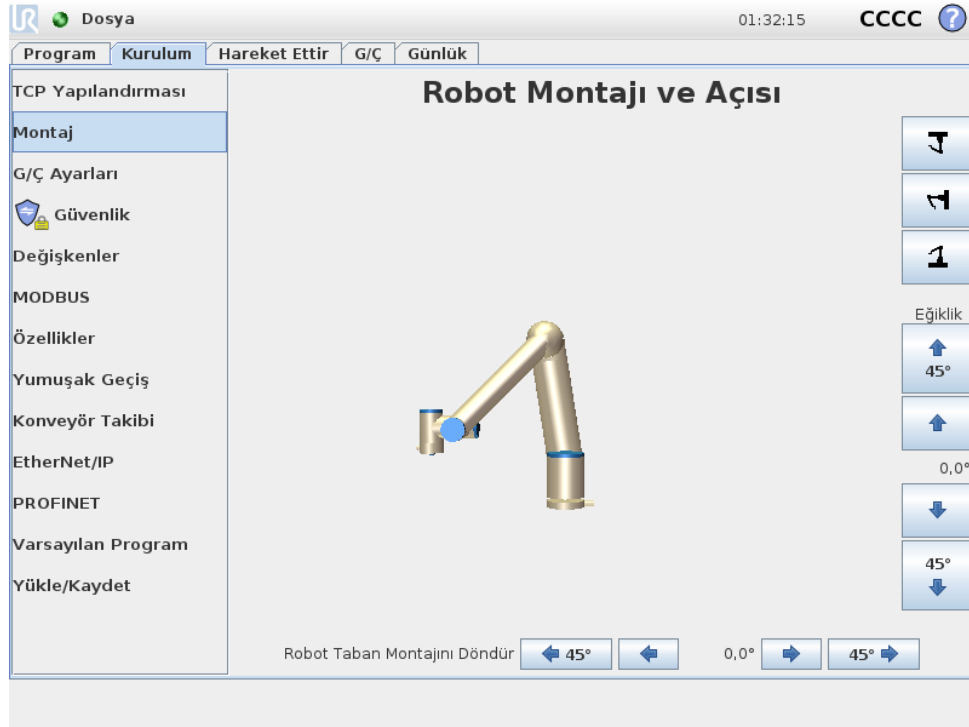 UR Dosya 01:32:15 CCCC ?
Program Kurulum Hareket Ettir G/Ç Günlük
TCP Yapılandırması
Montaj
G/Ç Ayarları
Güvenlik
Değişkenler
MODBUS
Özellikler
Yumuşak Geçiş
Konveyör Takibi
EtherNet/IP
PROFINET
Varsayılan Program
Yükle/Kaydet
Robot Montajı ve Açısı
Eğiklik
45°
0,0°
45°
Robot Taban Montajını Döndür 45° 0,0° 45°